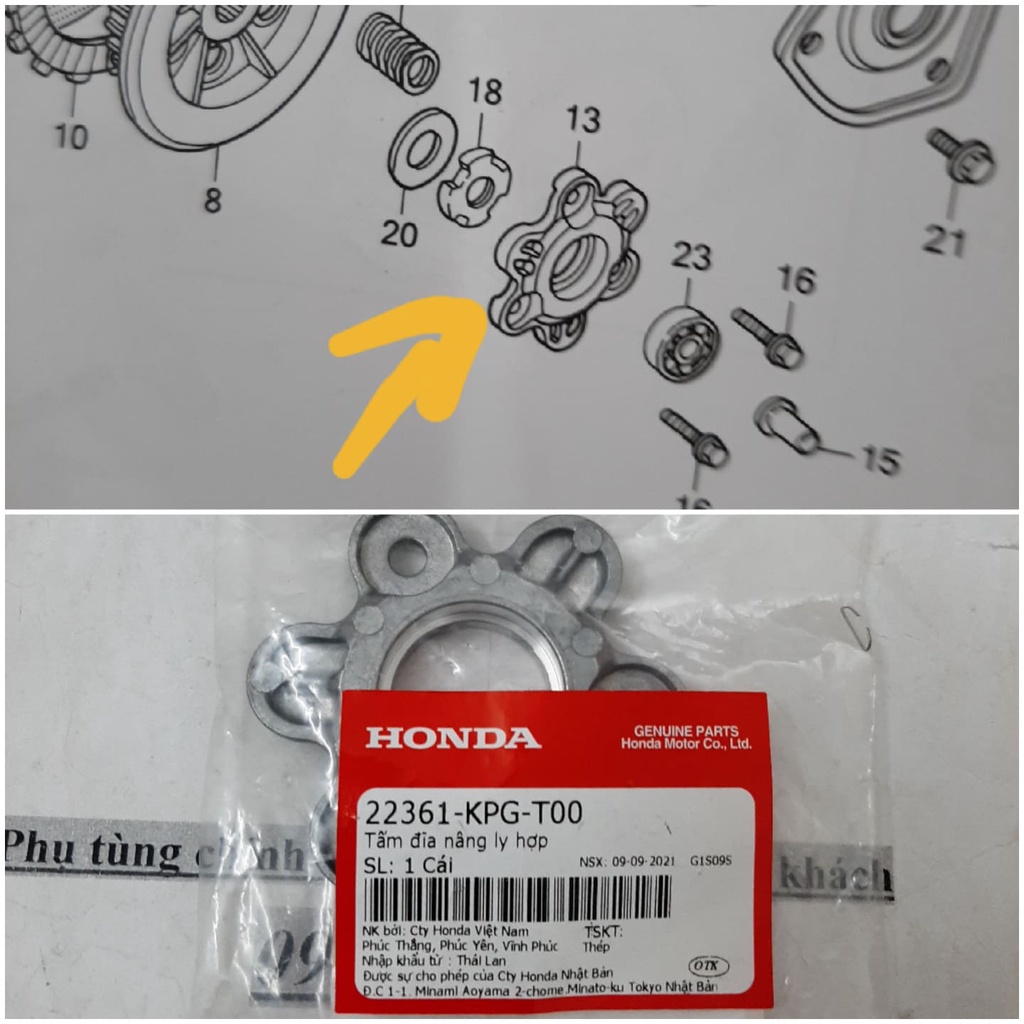 18
13
10
8
20
23
16
21
15
16
HONDA
GENUINE PARTS
Honda Motor Co., Ltd.
22361-KPG-T00
Tấm đĩa nâng ly hợp
SL: 1 Cái
NSX: 09-09-2021 G1S09S
Phụ tùng chính
khách
NK bởi: Cty Honda Việt Nam
TSKT:
Phúc Thắng, Phúc Yên, Vĩnh Phúc
Thép
Nhập khẩu từ : Thái Lan
Được sự cho phép của Cty Honda Nhật Bản
OTK
Đ.C 1-1. Minami Aoyama 2-chome.Minato-ku Tokyo Nhật Bản
09